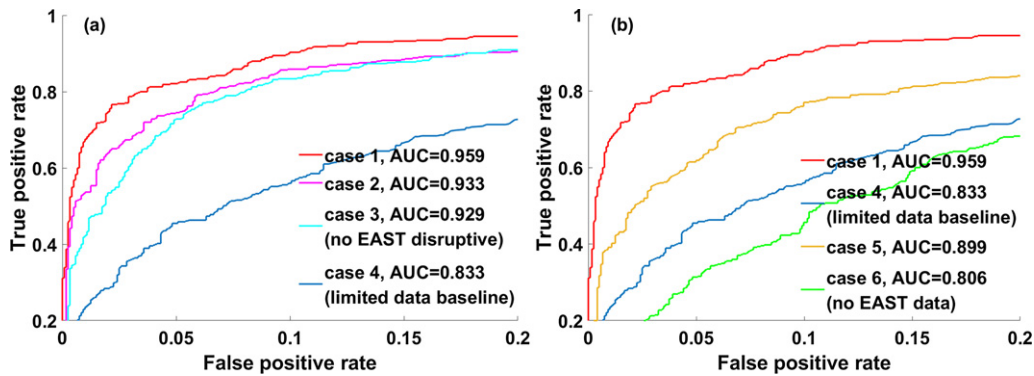 (a)
1
0.8
0.6
0.4
0.2
True positive rate
case 1, AUC=0.959
case 2, AUC=0.933
case 3, AUC=0.929
(no EAST disruptive)
case 4, AUC=0.833
(limited data baseline)
0
0.05
0.1
0.15
0.2
False positive rate
(b)
1
0.8
0.6
0.4
0.2
True positive rate
case 1, AUC=0.959
case 4, AUC=0.833
(limited data baseline)
case 5, AUC=0.899
case 6, AUC=0.806
(no EAST data)
0
0.05
0.1
0.15
0.2
False positive rate